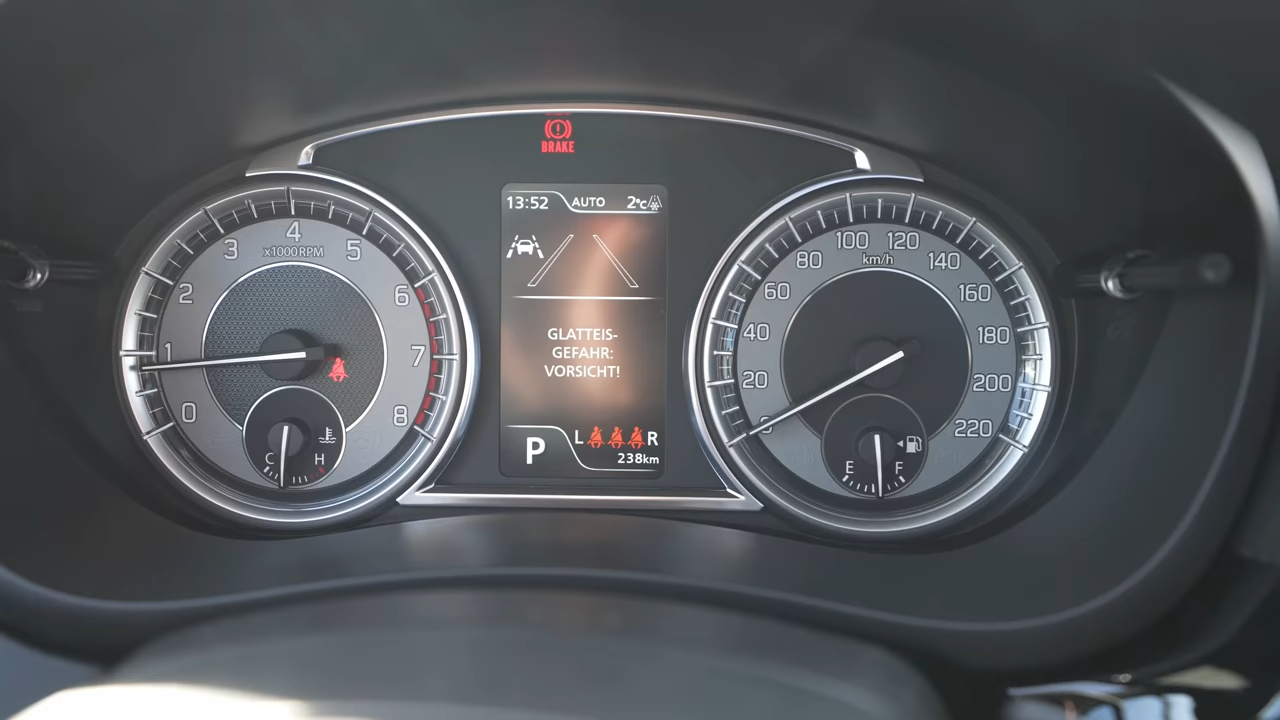 BRAKE
13:52 AUTO 2°C
GLATTEIS-
GEFAHR:
VORSICHT!
P
L R
238km
0
1
2
3
4
5
6
7
8
x1000RPM
C H
0
20
40
60
80
100
120
140
160
180
200
220
km/h
E F